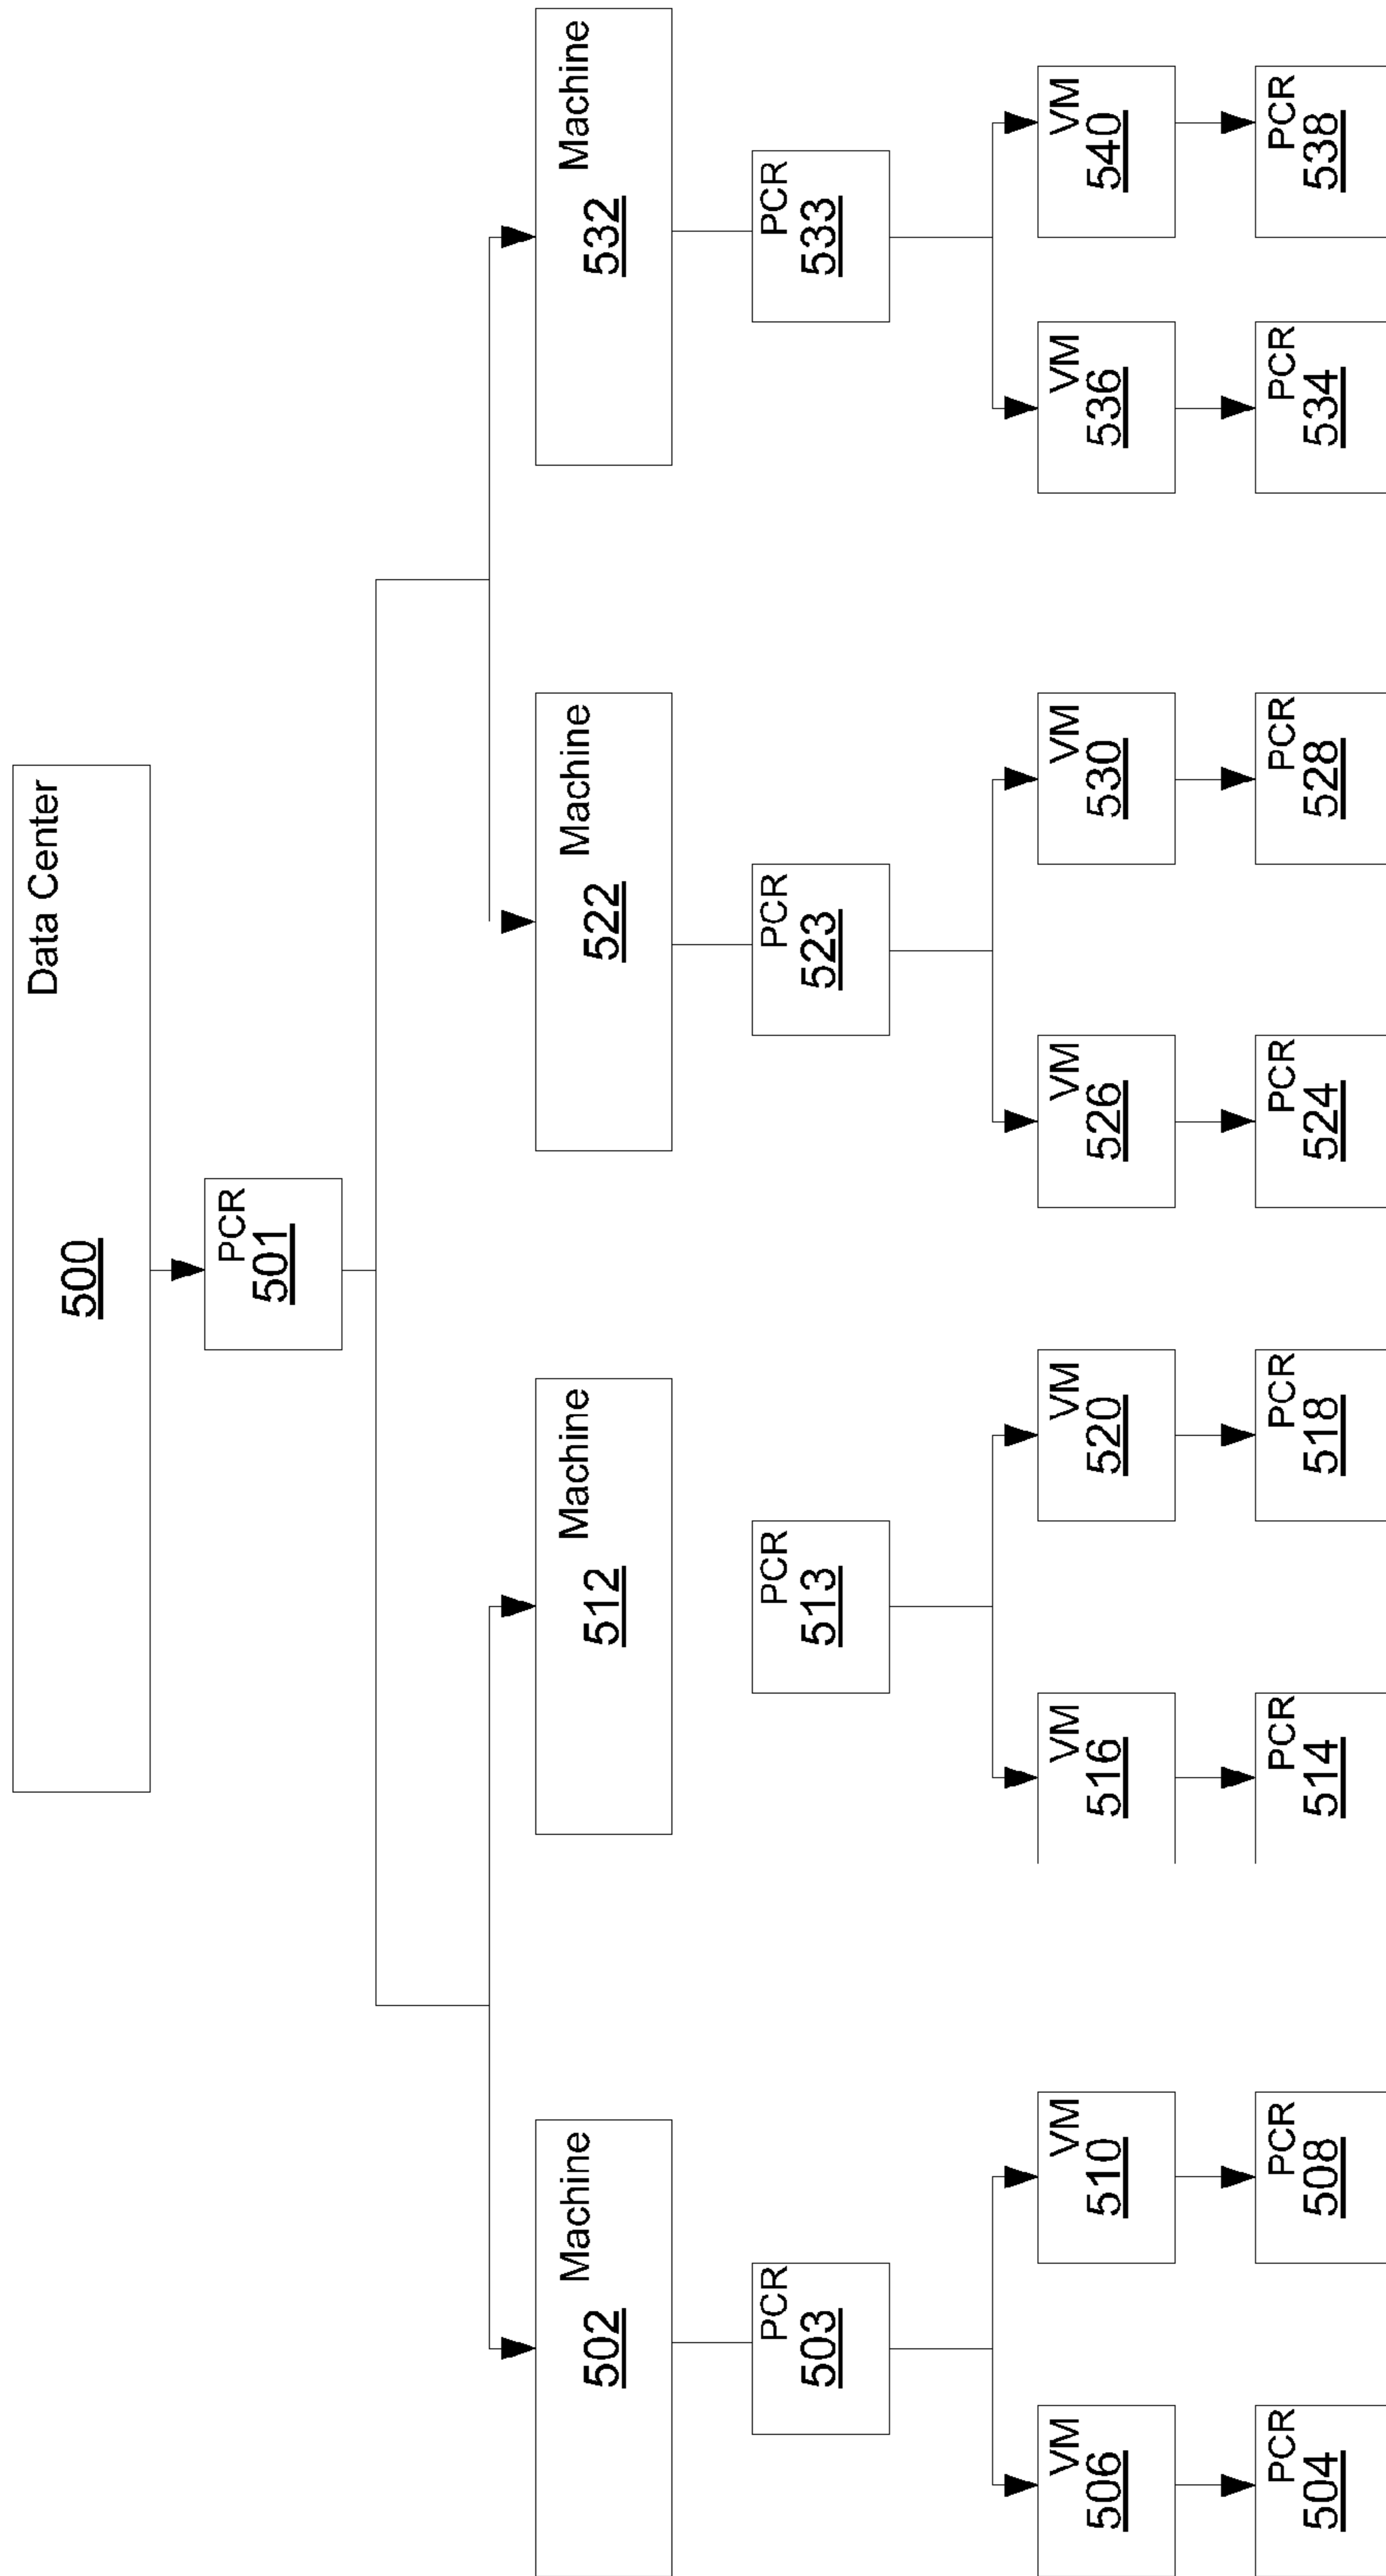 Data Center
500
PCR
501
Machine
502
Machine
512
Machine
522
Machine
532
PCR
503
PCR
513
PCR
523
PCR
533
VM
506
VM
510
VM
516
VM
520
VM
526
VM
530
VM
536
VM
540
PCR
504
PCR
508
PCR
514
PCR
518
PCR
524
PCR
528
PCR
534
PCR
538